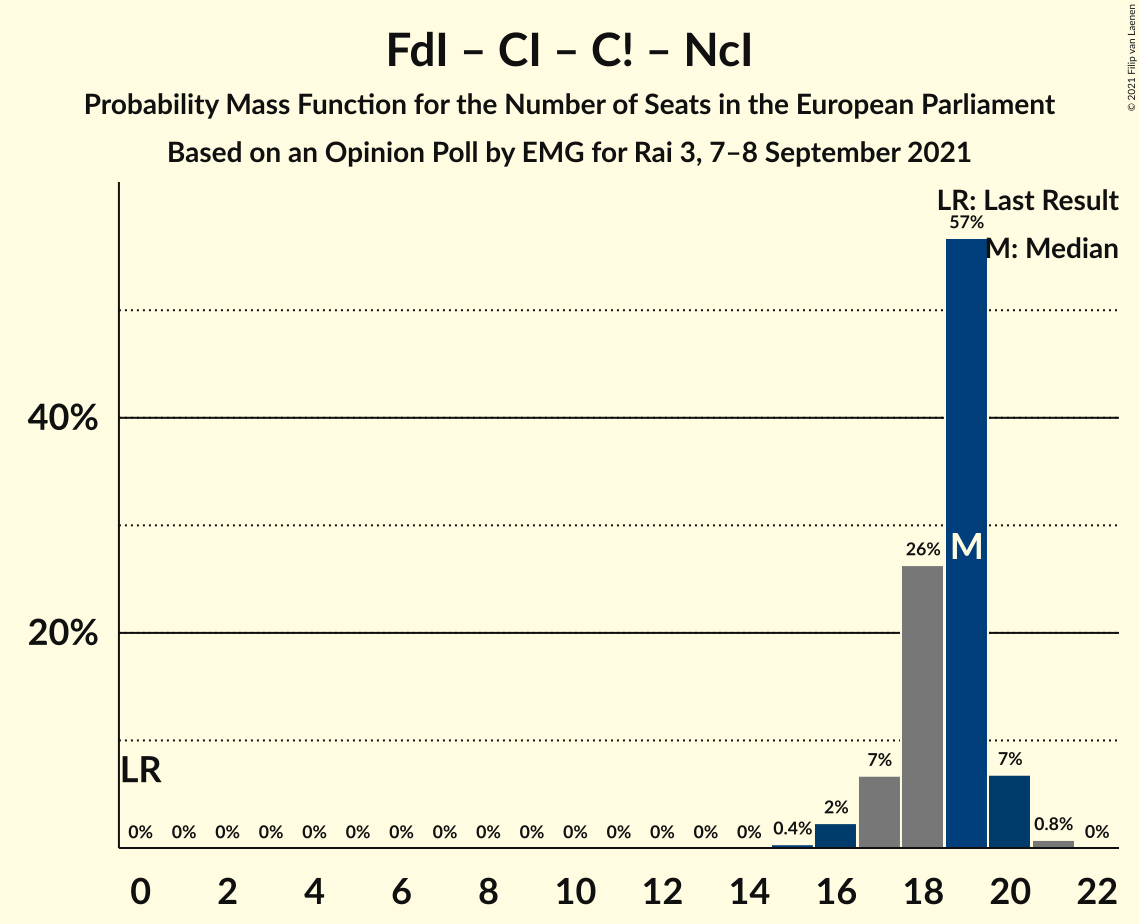 FdI – CI – C! – NcI
Probability Mass Function for the Number of Seats in the European Parliament
Based on an Opinion Poll by EMG for Rai 3, 7–8 September 2021
© 2021 Filip van Laenen
LR: Last Result
57%
M: Median
40%
26%
M
20%
LR
7%
7%
2%
0.8%
0.4%
0% 0% 0% 0% 0% 0% 0% 0% 0% 0% 0% 0% 0% 0% 0% 0%
0 2 4 6 8 10 12 14 16 18 20 22